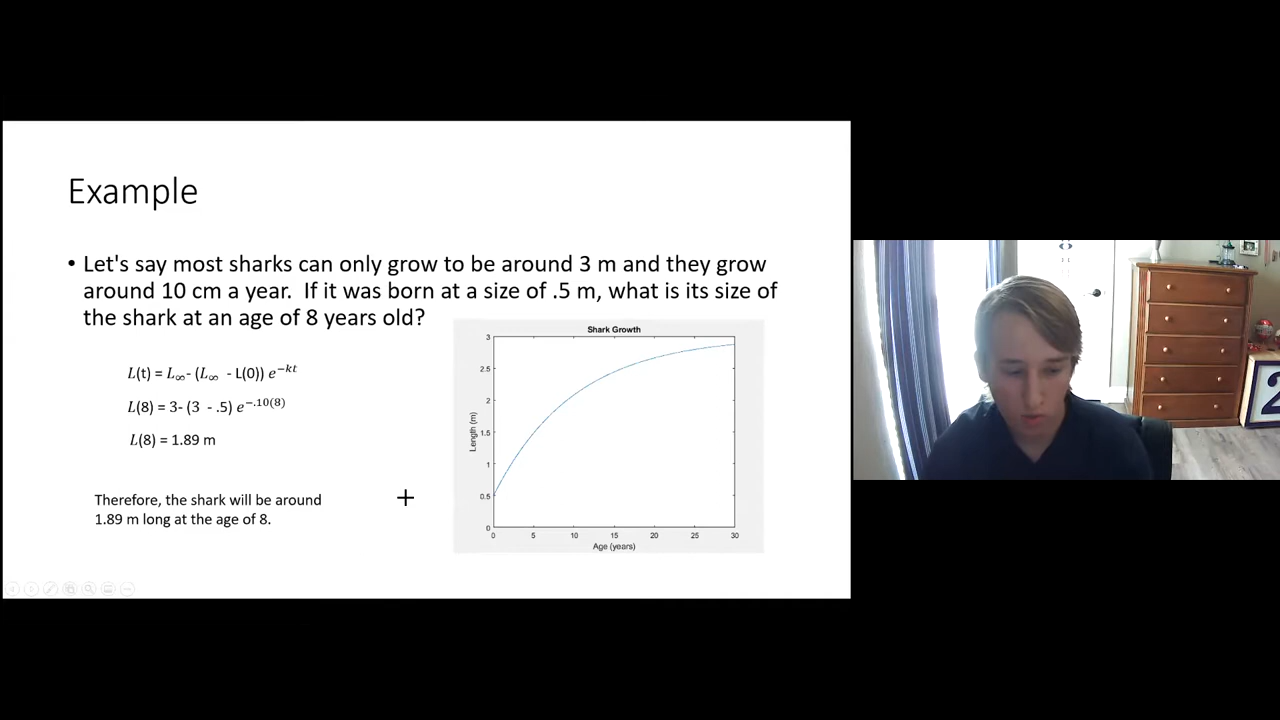 Example
• Let's say most sharks can only grow to be around 3 m and they grow
around 10 cm a year.  If it was born at a size of .5 m, what is its size of
the shark at an age of 8 years old?
L(t) = L∞- (L∞ - L(0)) e^{−kt}
L(8) = 3- (3 - .5) e^{−.10(8)}
L(8) = 1.89 m
Therefore, the shark will be around
1.89 m long at the age of 8.
Shark Growth
Length (m)
3
2.5
2
1.5
1
0.5
0
0 5 10 15 20 25 30
Age (years)
2